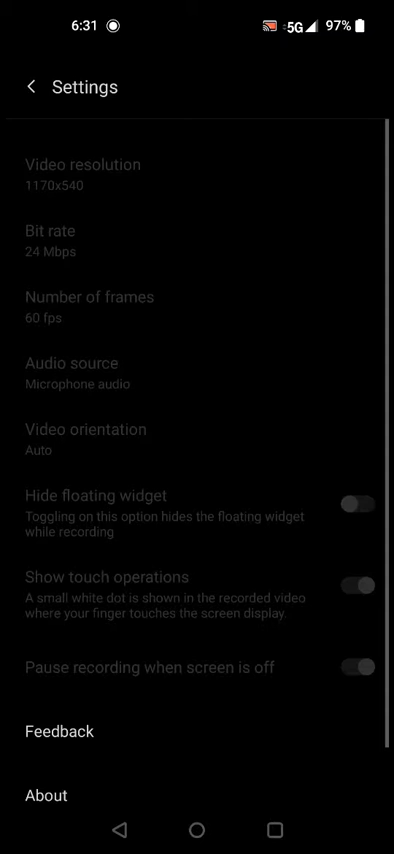 6:31 5G 97%
Settings
Video resolution
1170x540
Bit rate
24 Mbps
Number of frames
60 fps
Audio source
Microphone audio
Video orientation
Auto
Hide floating widget
Toggling on this option hides the floating widget
while recording
Show touch operations
A small white dot is shown in the recorded video
where your finger touches the screen display.
Pause recording when screen is off
Feedback
About